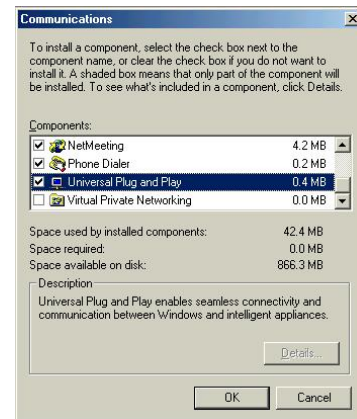 Communications
To install a component, select the check box next to the
component name, or clear the check box if you do not want to
install it. A shaded box means that only part of the component will
be installed. To see what's included in a component, click Details.
Components:
NetMeeting 4.2 MB
Phone Dialer 0.2 MB
Universal Plug and Play 0.4 MB
Virtual Private Networking 0.0 MB
Space used by installed components: 42.4 MB
Space required: 0.0 MB
Space available on disk: 866.3 MB
Description
Universal Plug and Play enables seamless connectivity and
communication between Windows and intelligent appliances.
Details...
OK Cancel